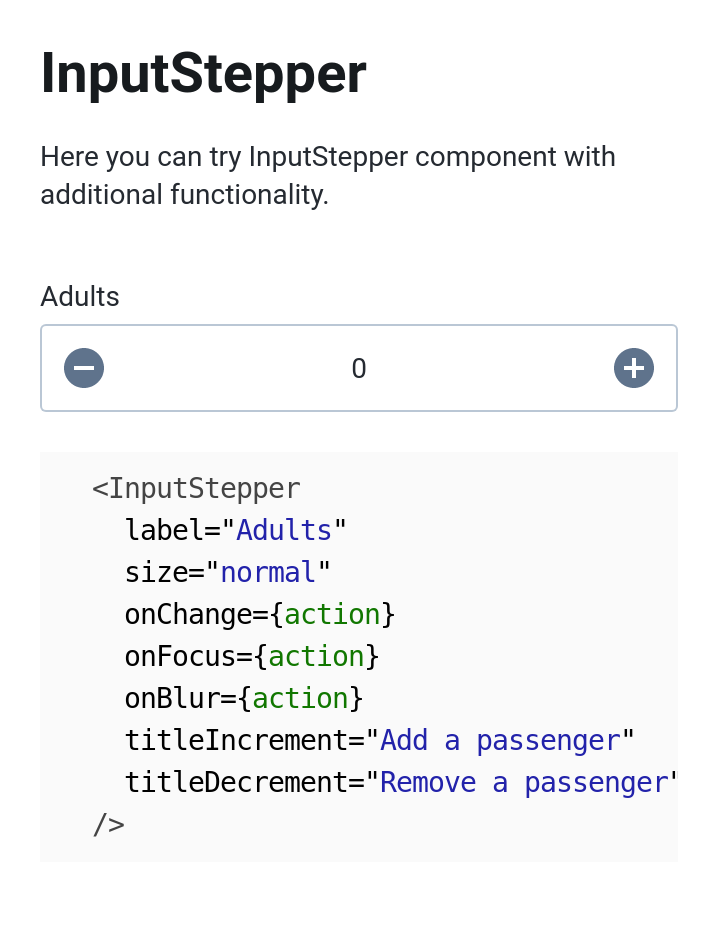 InputStepper
Here you can try InputStepper component with
additional functionality.
Adults
0
<InputStepper
label="Adults"
size="normal"
onChange={action}
onFocus={action}
onBlur={action}
titleIncrement="Add a passenger"
titleDecrement="Remove a passenger"
/>